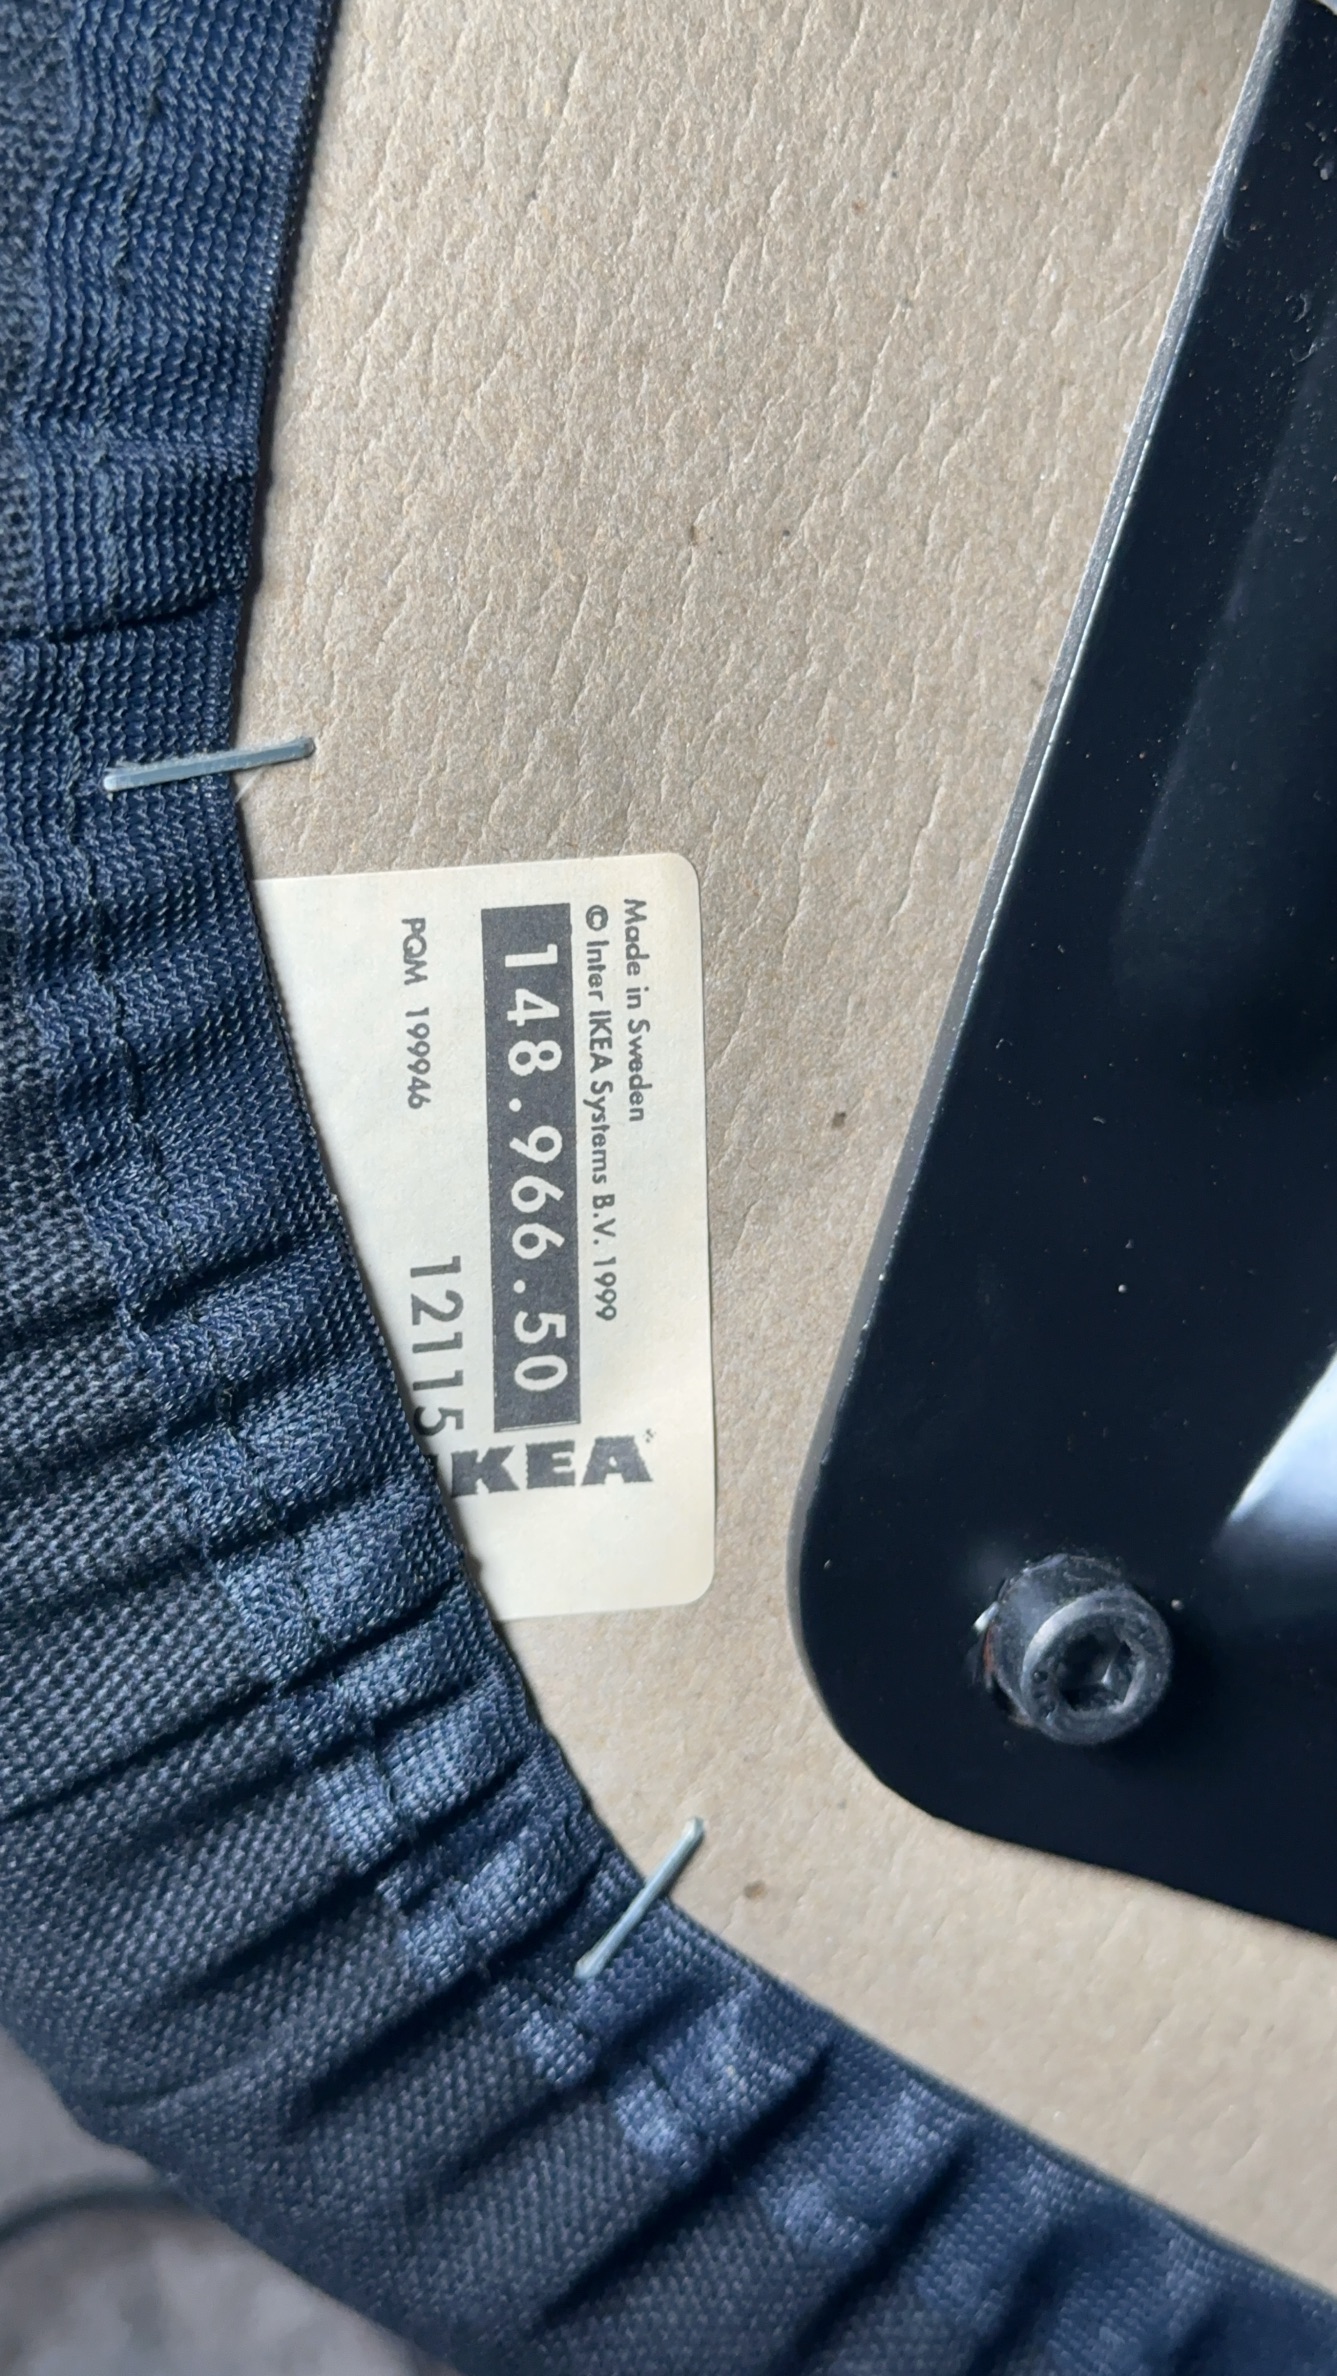 Made in Sweden
© Inter IKEA Systems B.V. 1999
148.966.50
PQM 199946
12115
IKEA